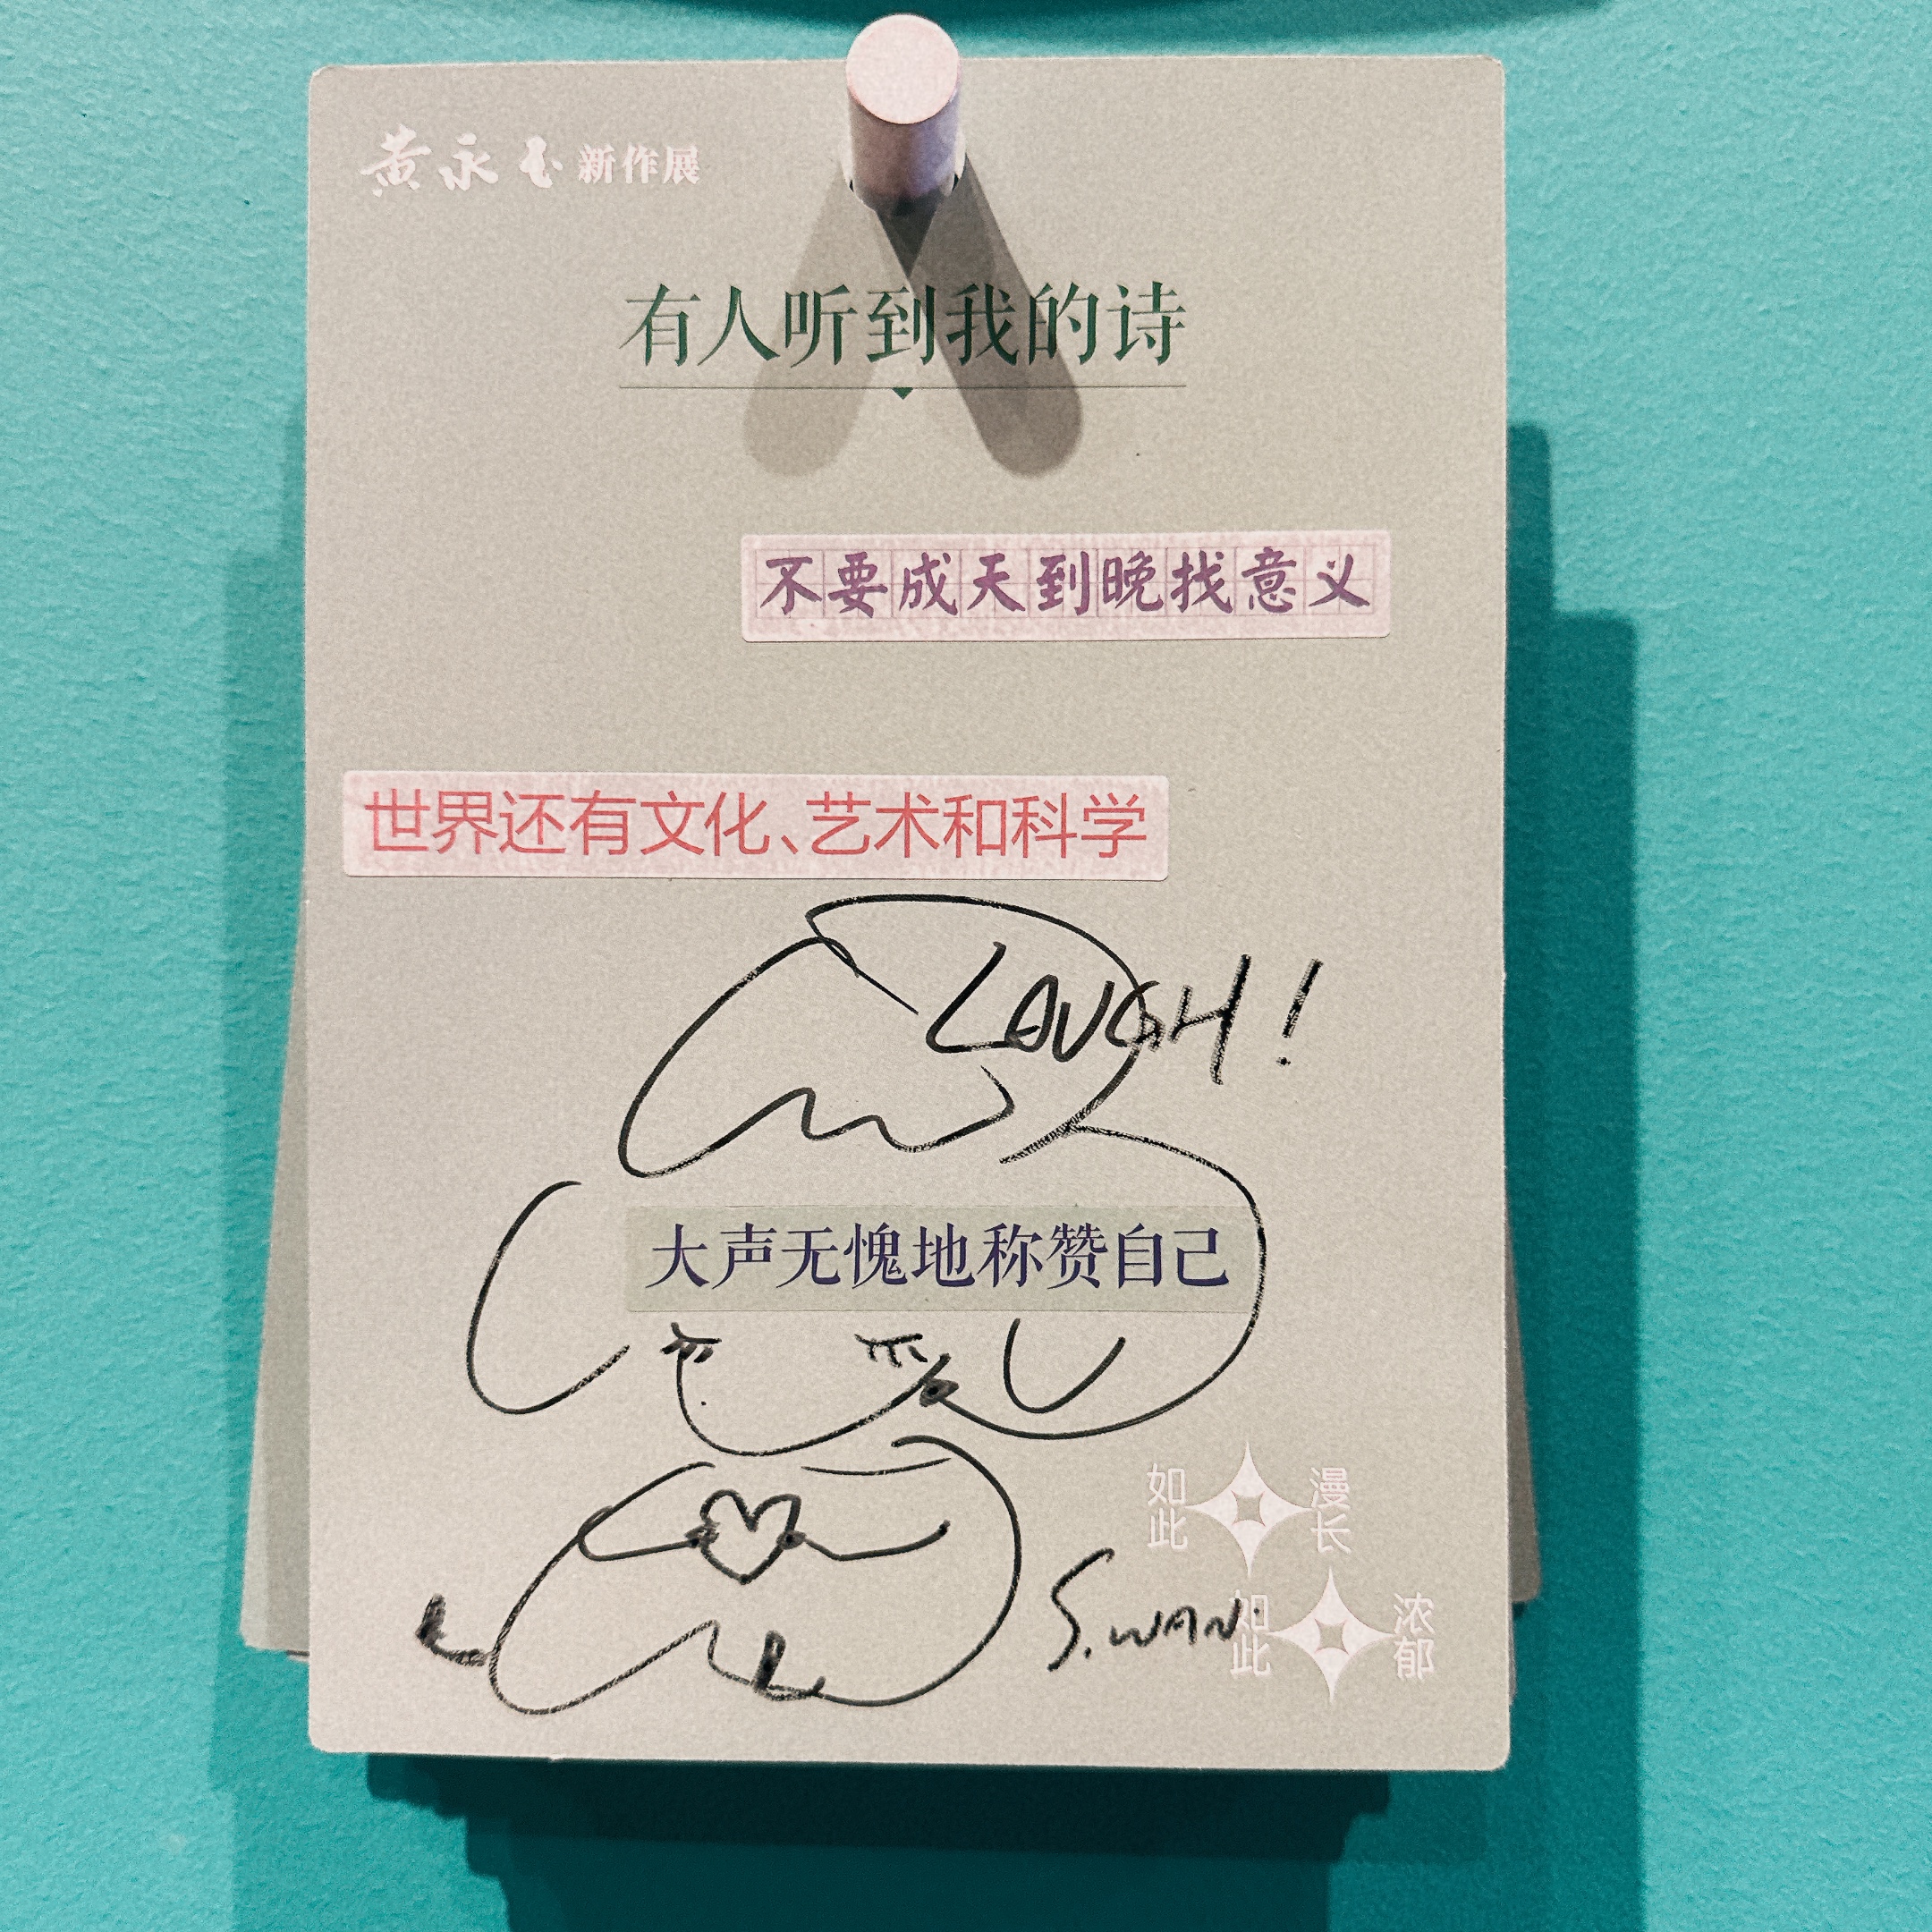 黄永玉新作展
有人听到我的诗
不要成天到晚找意义
世界还有文化、艺术和科学
LAUGH!
大声无愧地称赞自己
如此 漫长
如此 浓郁
S.WAN